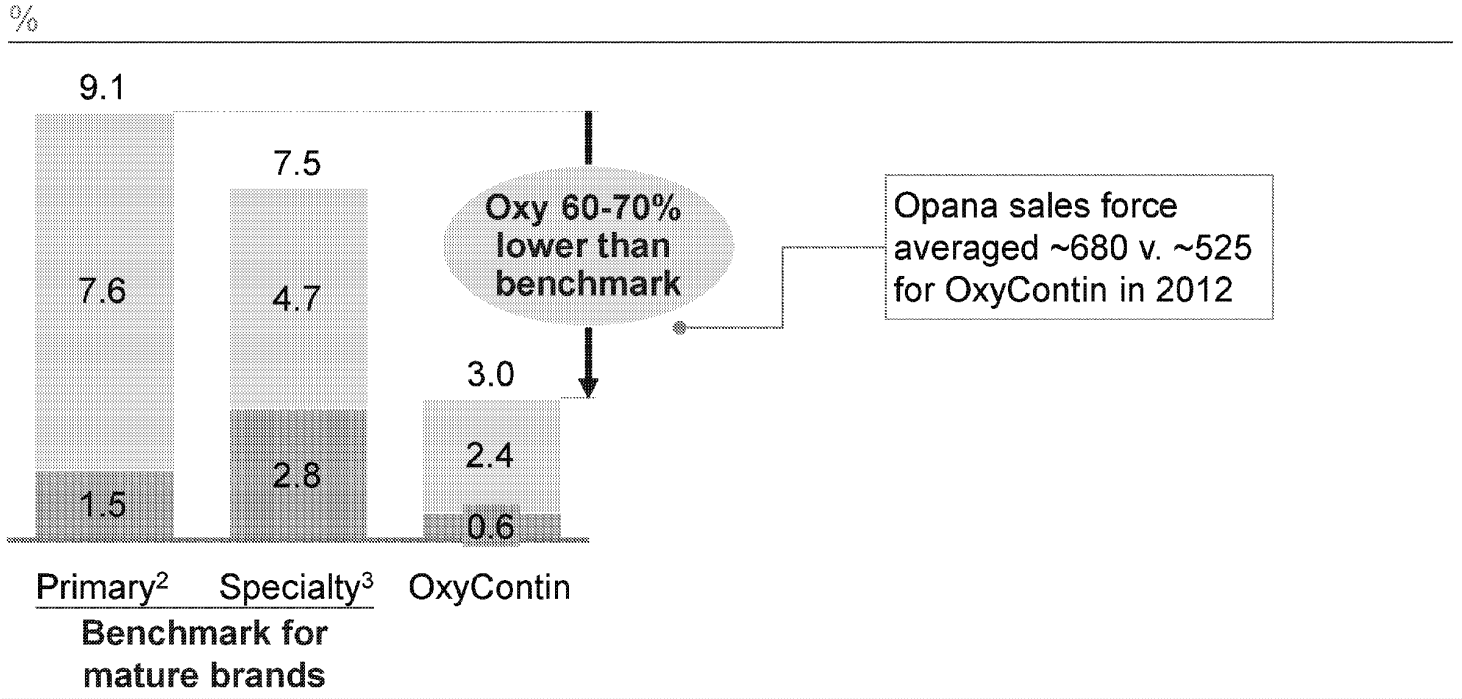 %
9.1
7.5
Oxy 60-70%
lower than
benchmark
Opana sales force
averaged ~680 v. ~525
for OxyContin in 2012
7.6
4.7
3.0
2.4
2.8
1.5
0.6
Primary²
Specialty³
OxyContin
Benchmark for
mature brands